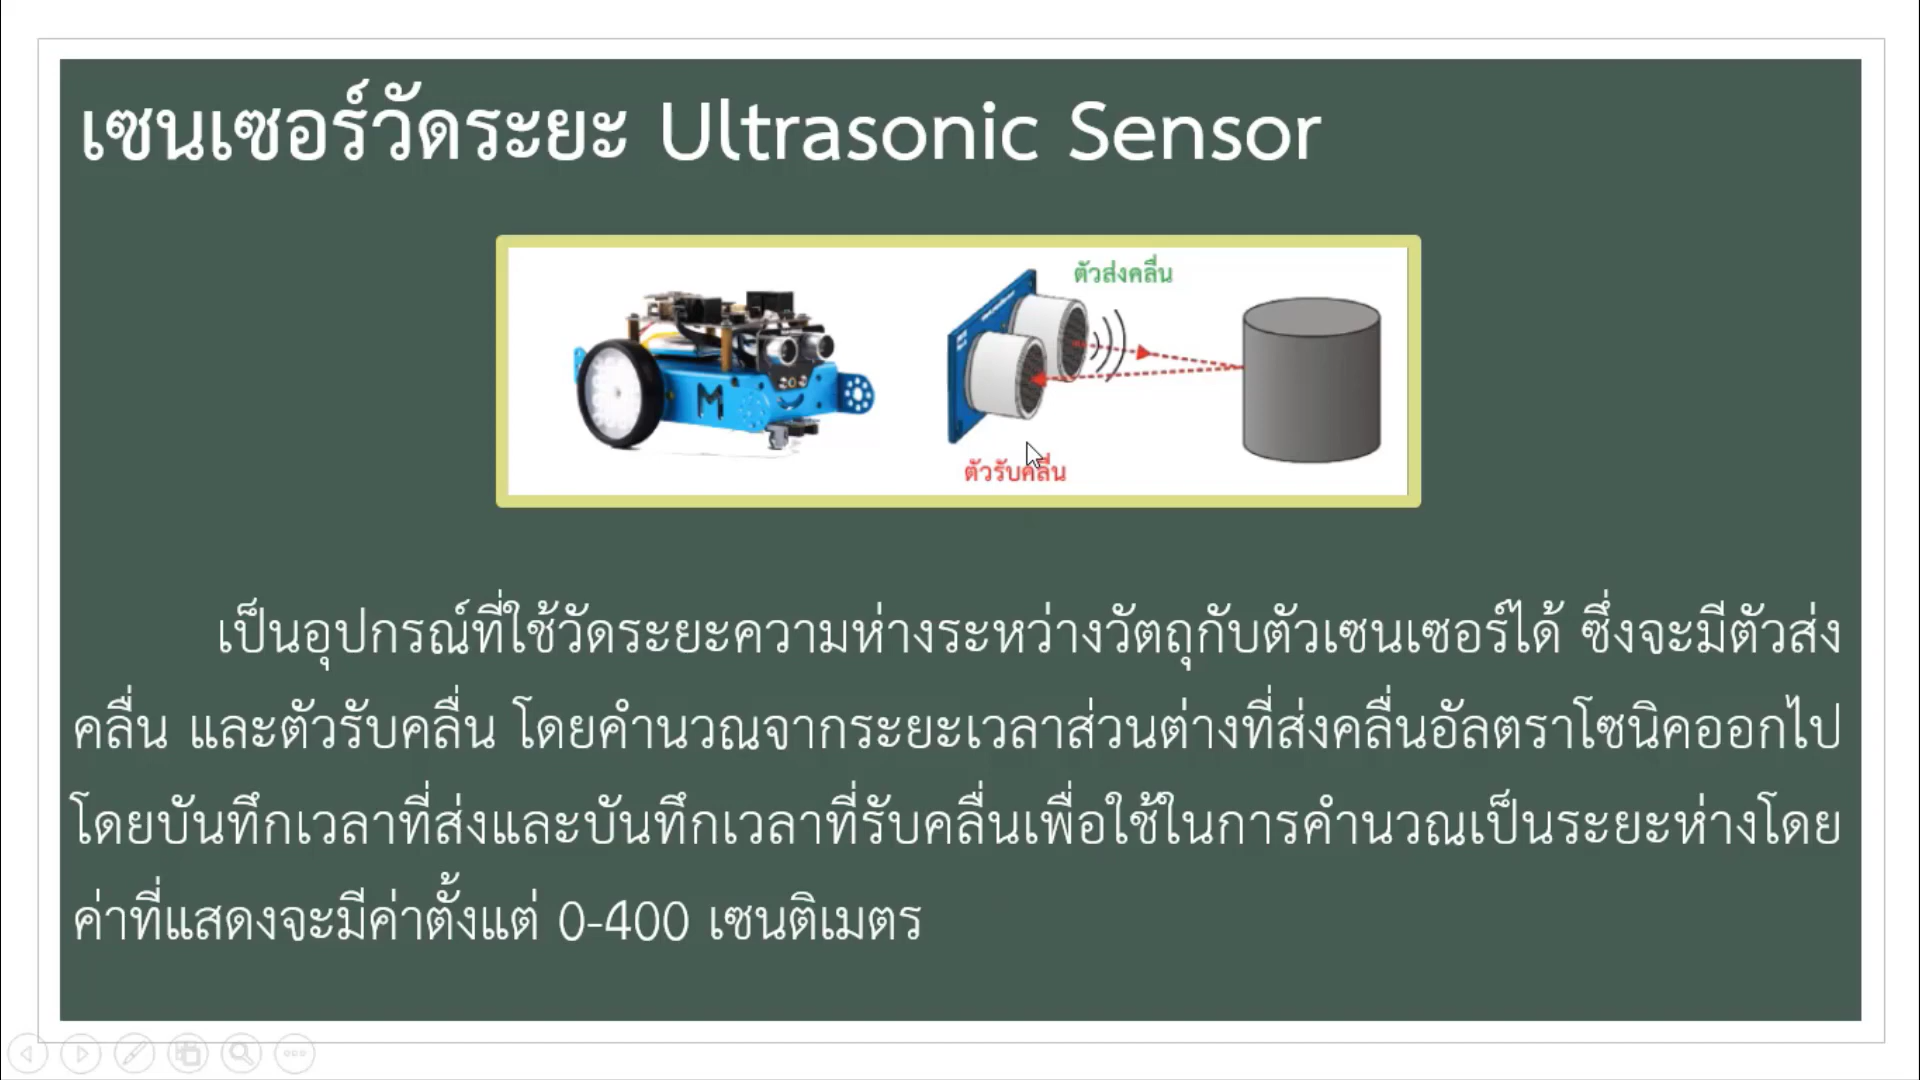 เซนเซอร์วัดระยะ Ultrasonic Sensor
ตัวส่งคลื่น
M
ตัวรับคลื่น
เป็นอุปกรณ์ที่ใช้วัดระยะความห่างระหว่างวัตถุกับตัวเซนเซอร์ได้ ซึ่งจะมีตัวส่ง
คลื่น และตัวรับคลื่น โดยคำนวณจากระยะเวลาส่วนต่างที่ส่งคลื่นอัลตราโซนิคออกไป
โดยบันทึกเวลาที่ส่งและบันทึกเวลาที่รับคลื่นเพื่อใช้ในการคำนวณเป็นระยะห่างโดย
ค่าที่แสดงจะมีค่าตั้งแต่ 0-400 เซนติเมตร